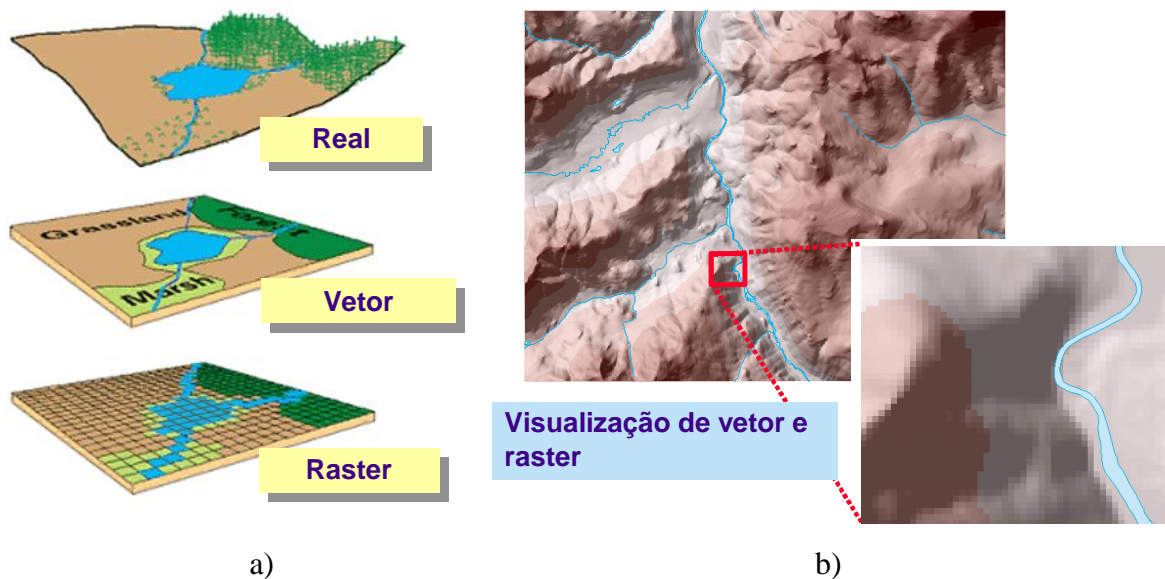 Real
Grassland
Forest
Marsh
Vetor
Raster
Visualização de vetor e
raster
a)
b)